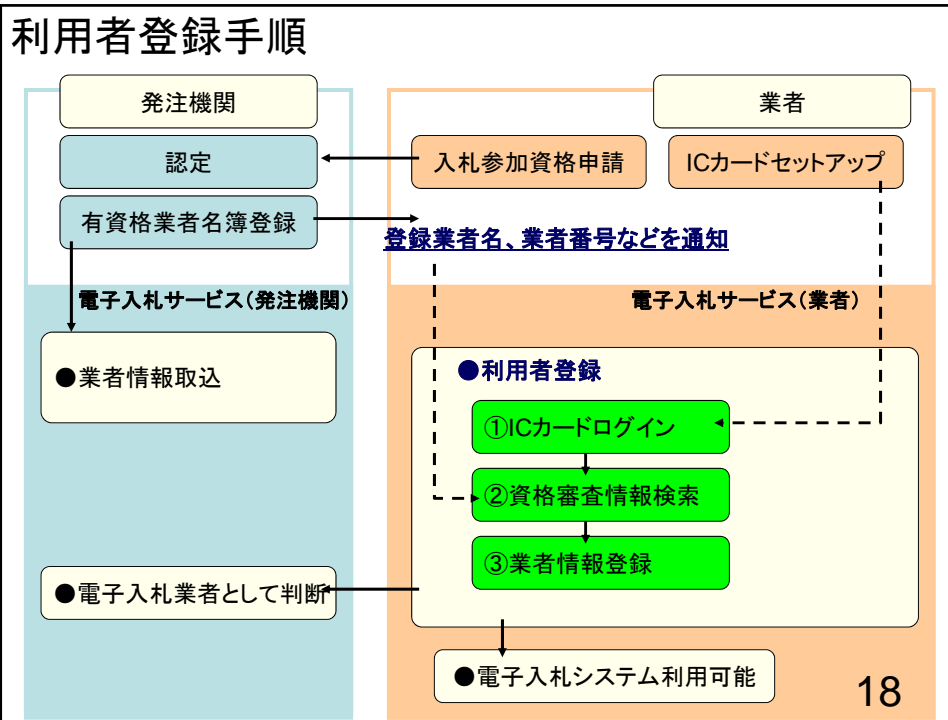 利用者登録手順
発注機関
業者
認定
入札参加資格申請
ICカードセットアップ
有資格業者名簿登録
登録業者名、業者番号などを通知
電子入札サービス(発注機関)
電子入札サービス(業者)
●業者情報取込
●利用者登録
①ICカードログイン
②資格審査情報検索
③業者情報登録
●電子入札業者として判断
●電子入札システム利用可能
18